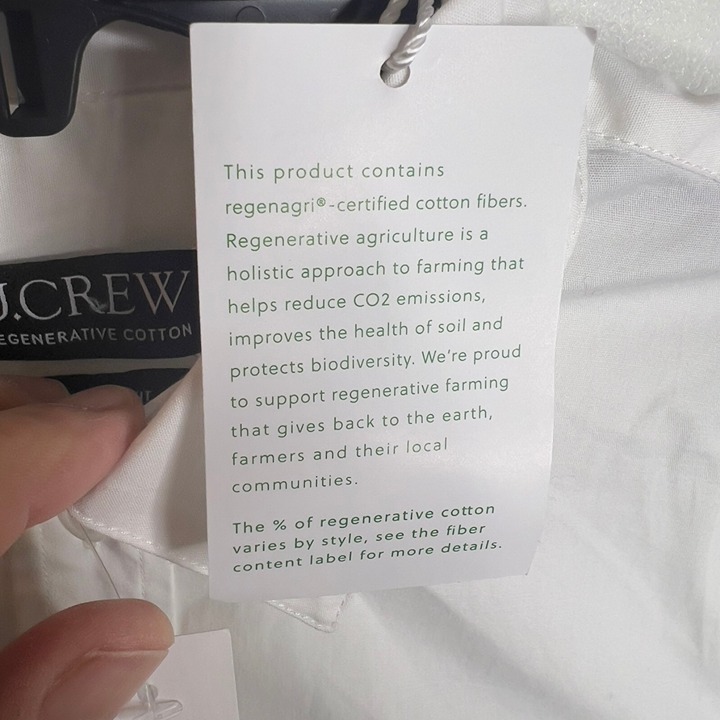 This product contains
regenagri®-certified cotton fibers.
Regenerative agriculture is a
holistic approach to farming that
helps reduce CO2 emissions,
improves the health of soil and
protects biodiversity. We're proud
to support regenerative farming
that gives back to the earth,
farmers and their local
communities.
The % of regenerative cotton
varies by style, see the fiber
content label for more details.
J.CREW
EGENERATIVE COTTON